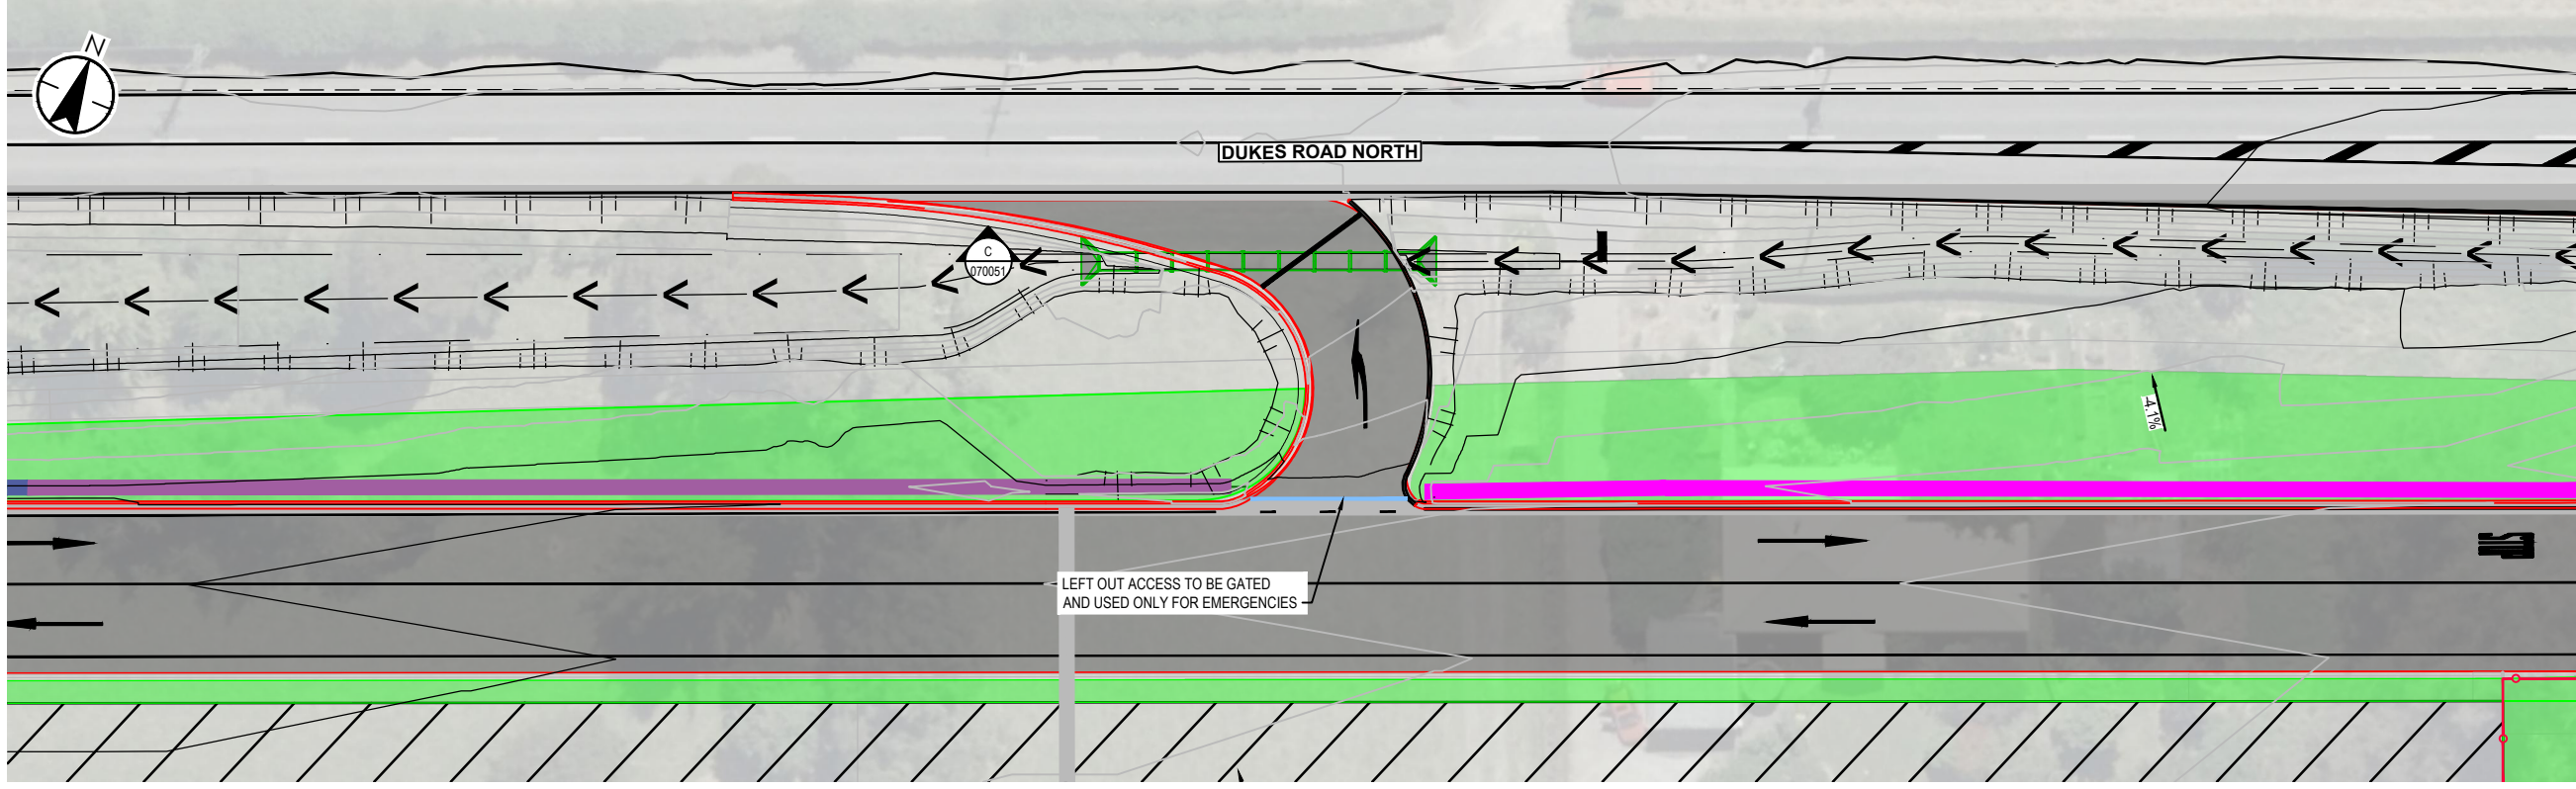 N
DUKES ROAD NORTH
C
070051
-4.1%
LEFT OUT ACCESS TO BE GATED
AND USED ONLY FOR EMERGENCIES